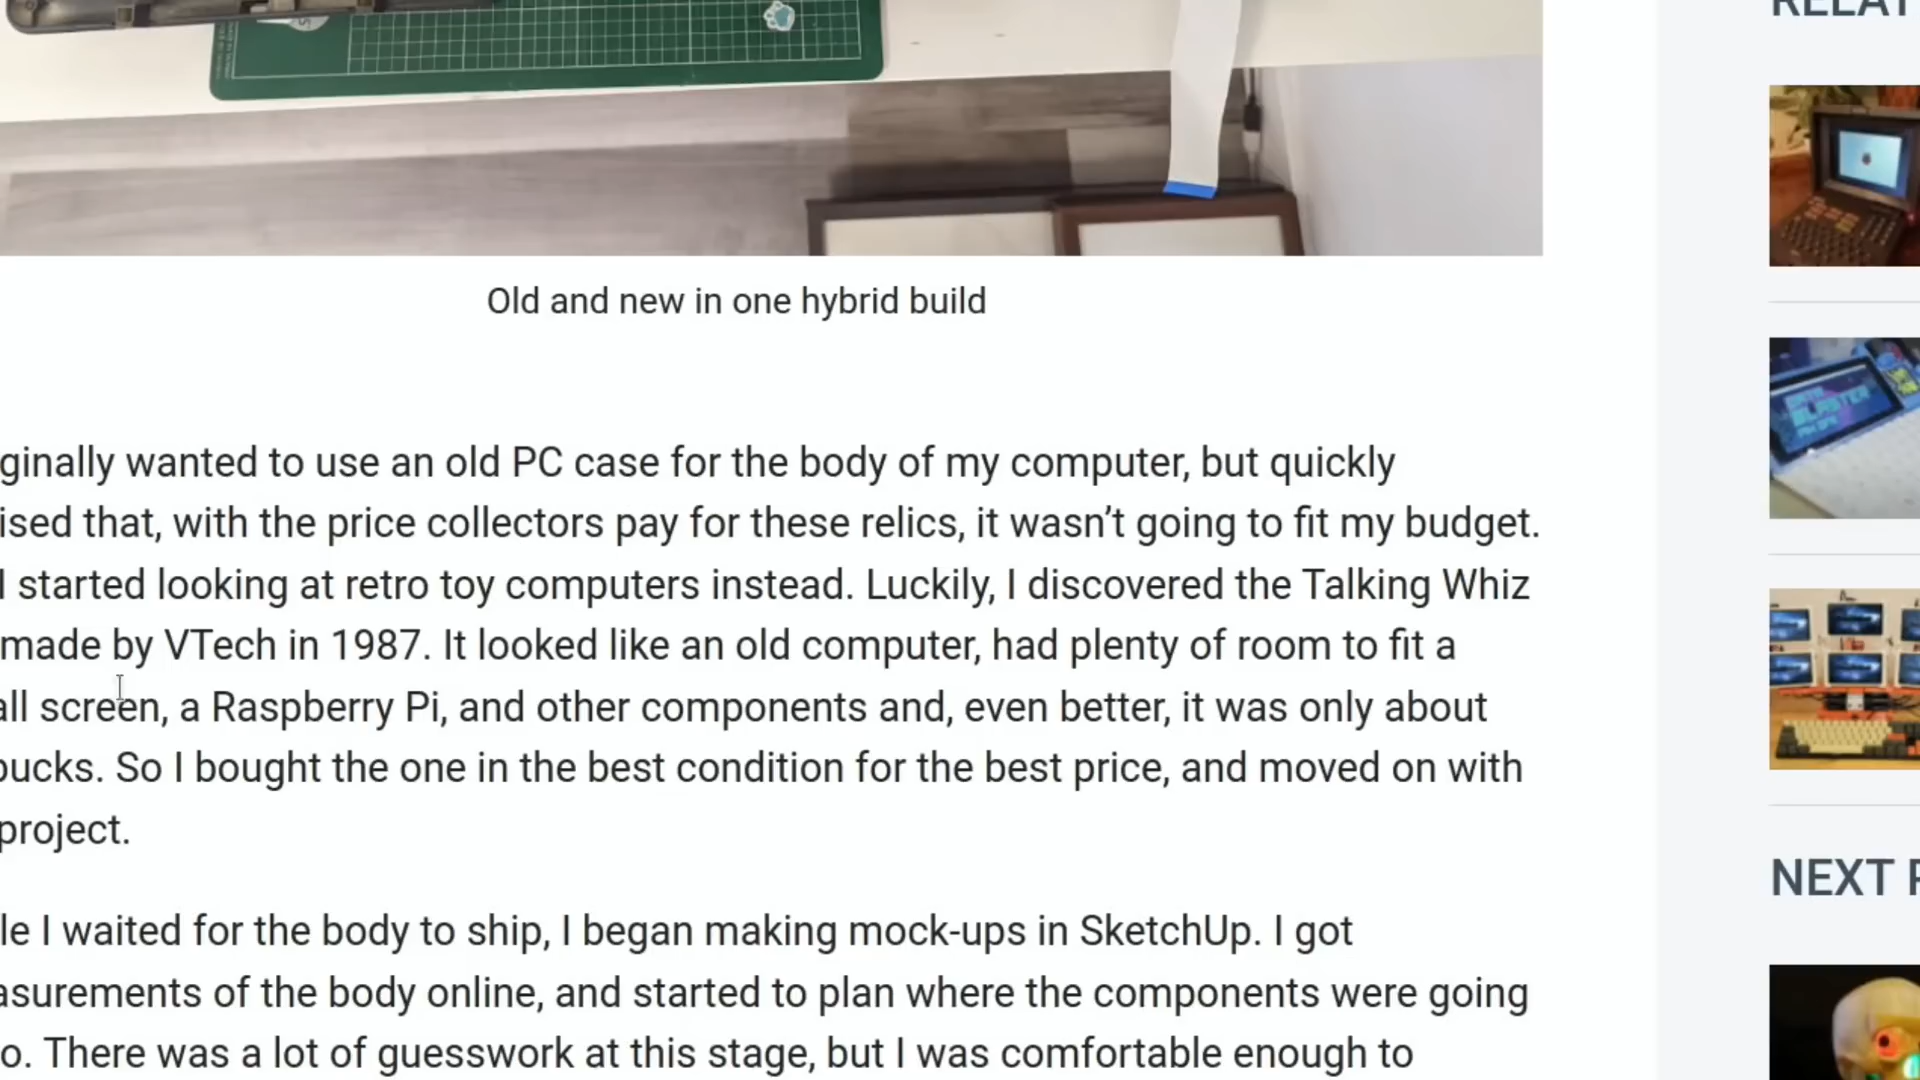 RELAT
Old and new in one hybrid build
ginally wanted to use an old PC case for the body of my computer, but quickly
ised that, with the price collectors pay for these relics, it wasn’t going to fit my budget.
I started looking at retro toy computers instead. Luckily, I discovered the Talking Whiz
made by VTech in 1987. It looked like an old computer, had plenty of room to fit a
all screen, a Raspberry Pi, and other components and, even better, it was only about
bucks. So I bought the one in the best condition for the best price, and moved on with
project.
NEXT P
le I waited for the body to ship, I began making mock-ups in SketchUp. I got
asurements of the body online, and started to plan where the components were going
o. There was a lot of guesswork at this stage, but I was comfortable enough to